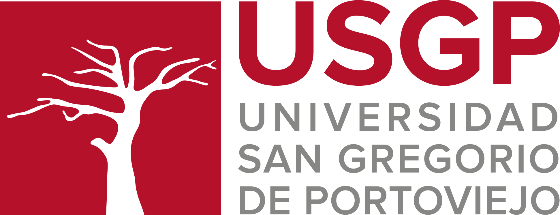 USGP
UNIVERSIDAD
SAN GREGORIO
DE PORTOVIEJO